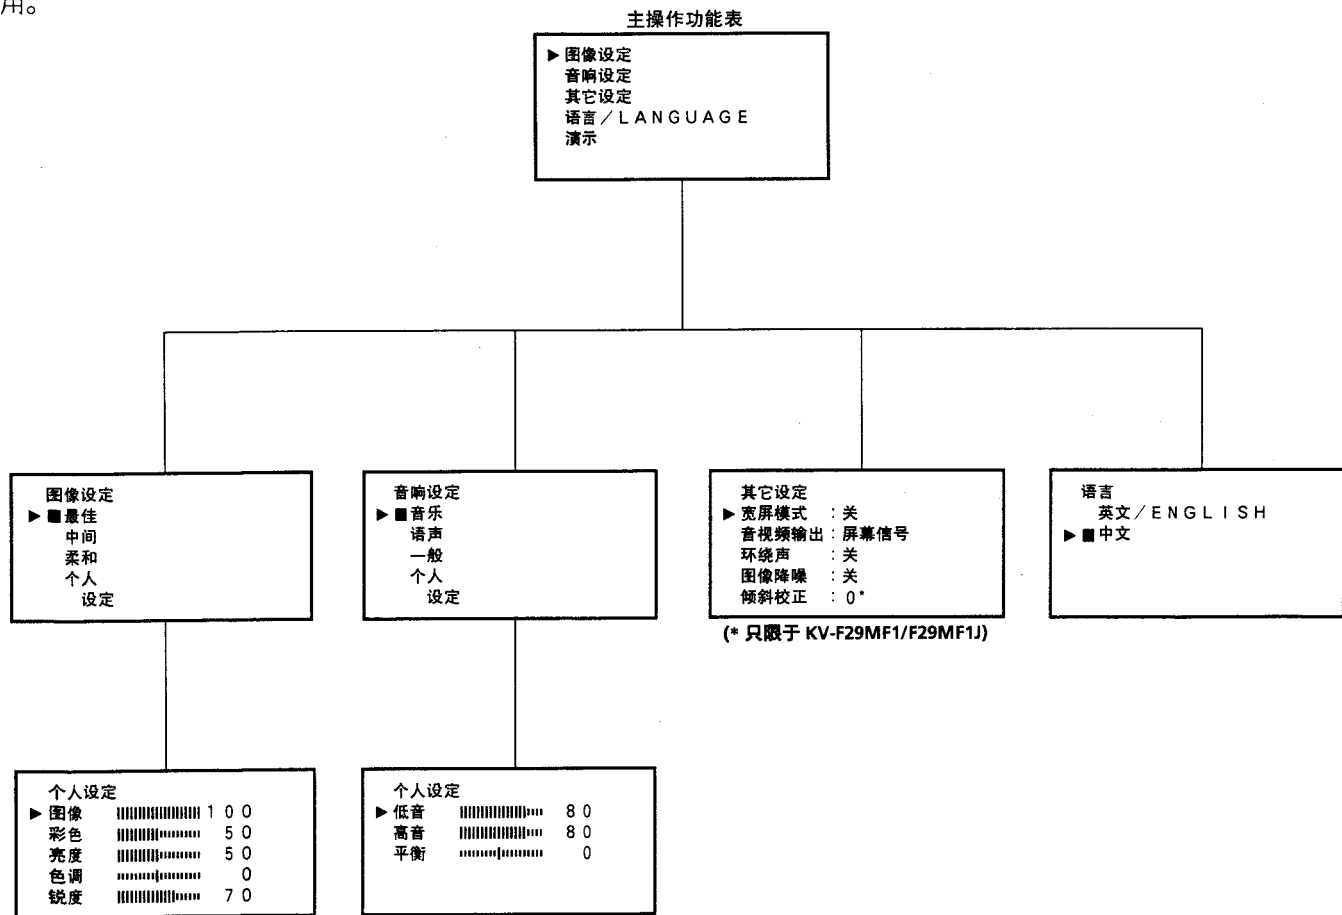 用。
主操作功能表
▶图像设定
音响设定
其它设定
语言/LANGUAGE
演示
图像设定
▶■最佳
中间
柔和
个人
设定
音响设定
▶■音乐
语声
一般
个人
设定
其它设定
▶宽屏模式 : 关
音视频输出 : 屏幕信号
环绕声 : 关
图像降噪 : 关
倾斜校正 : 0*
(* 只限于 KV-F29MF1/F29MF1J)
语言
英文/ENGLISH
▶■中文
个人设定
▶图像 100
彩色 50
亮度 50
色调 0
锐度 70
个人设定
▶低音 80
高音 80
平衡 0